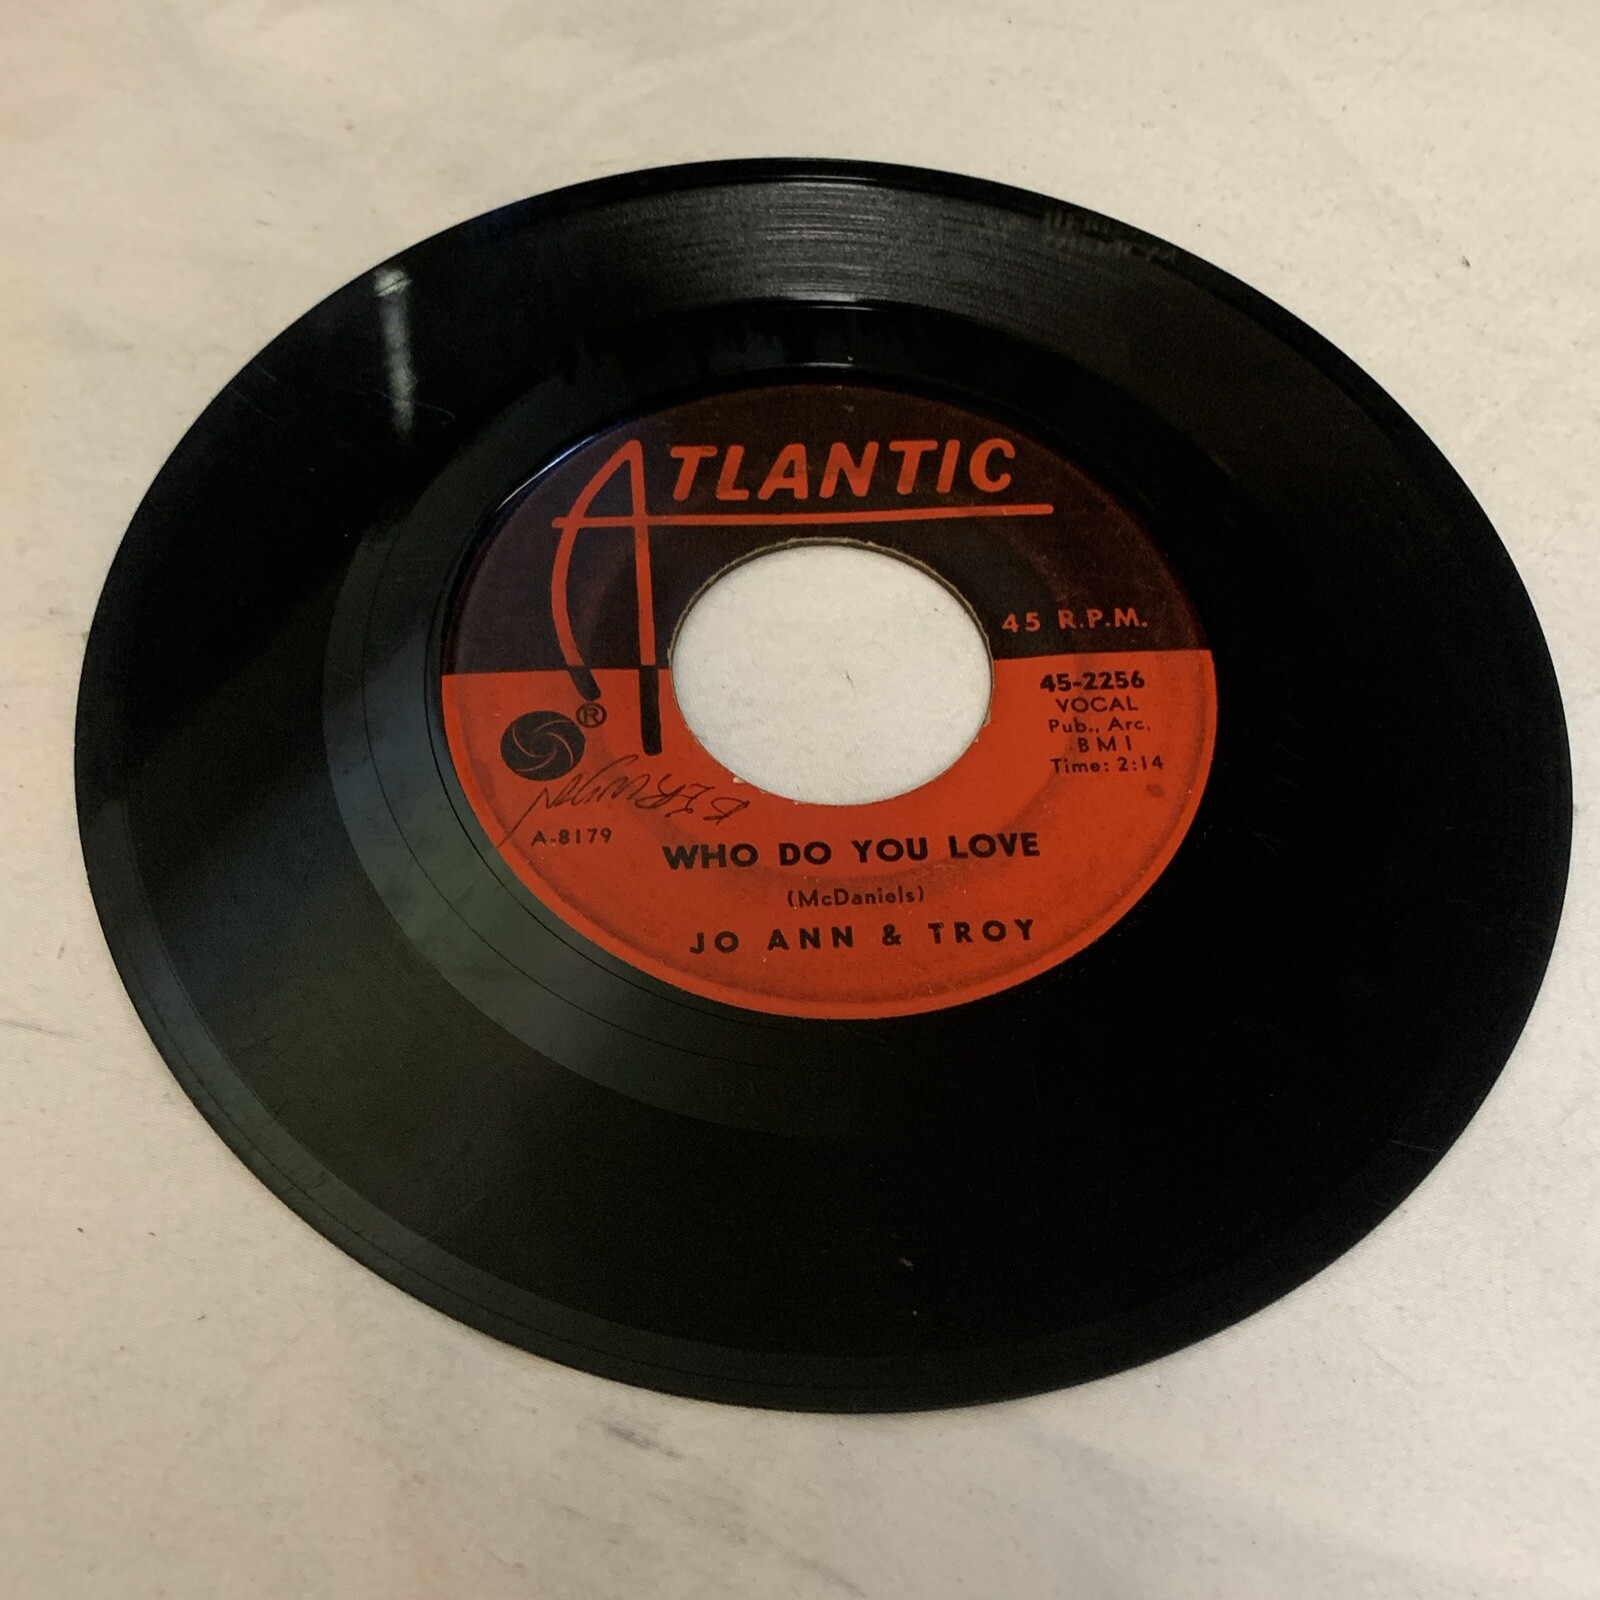 ATLANTIC
45 R.P.M.
45-2256
VOCAL
Pub., Arc,
BMI
Time: 2:14
®
A-8179
WHO DO YOU LOVE
(McDaniels)
JO ANN & TROY